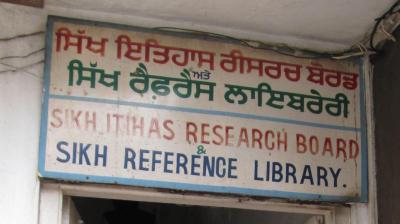 ਸਿੱਖ ਇਤਿਹਾਸ ਰੀਸਰਚ ਬੋਰਡ
ਅਤੇ
ਸਿੱਖ ਰੈਫਰੈਂਸ ਲਾਇਬਰੇਰੀ
SIKH ITIHAS RESEARCH BOARD
&
SIKH REFERENCE LIBRARY.